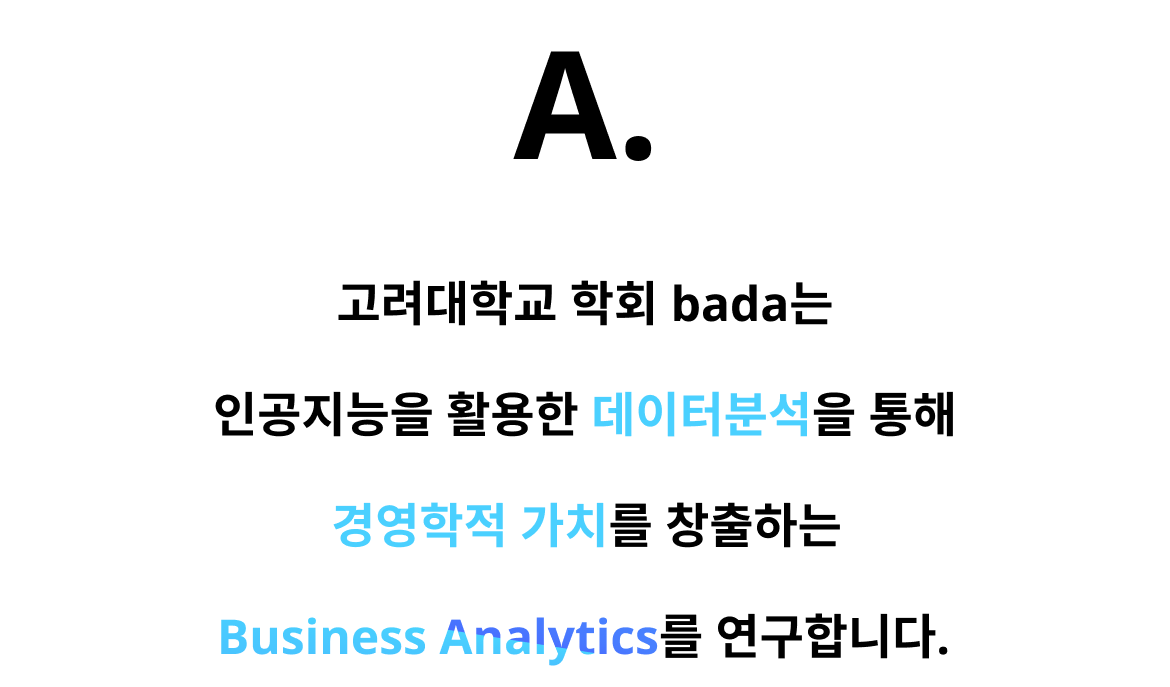 A.
고려대학교 학회 bada는
인공지능을 활용한 데이터분석을 통해
경영학적 가치를 창출하는
Business Analytics를 연구합니다.